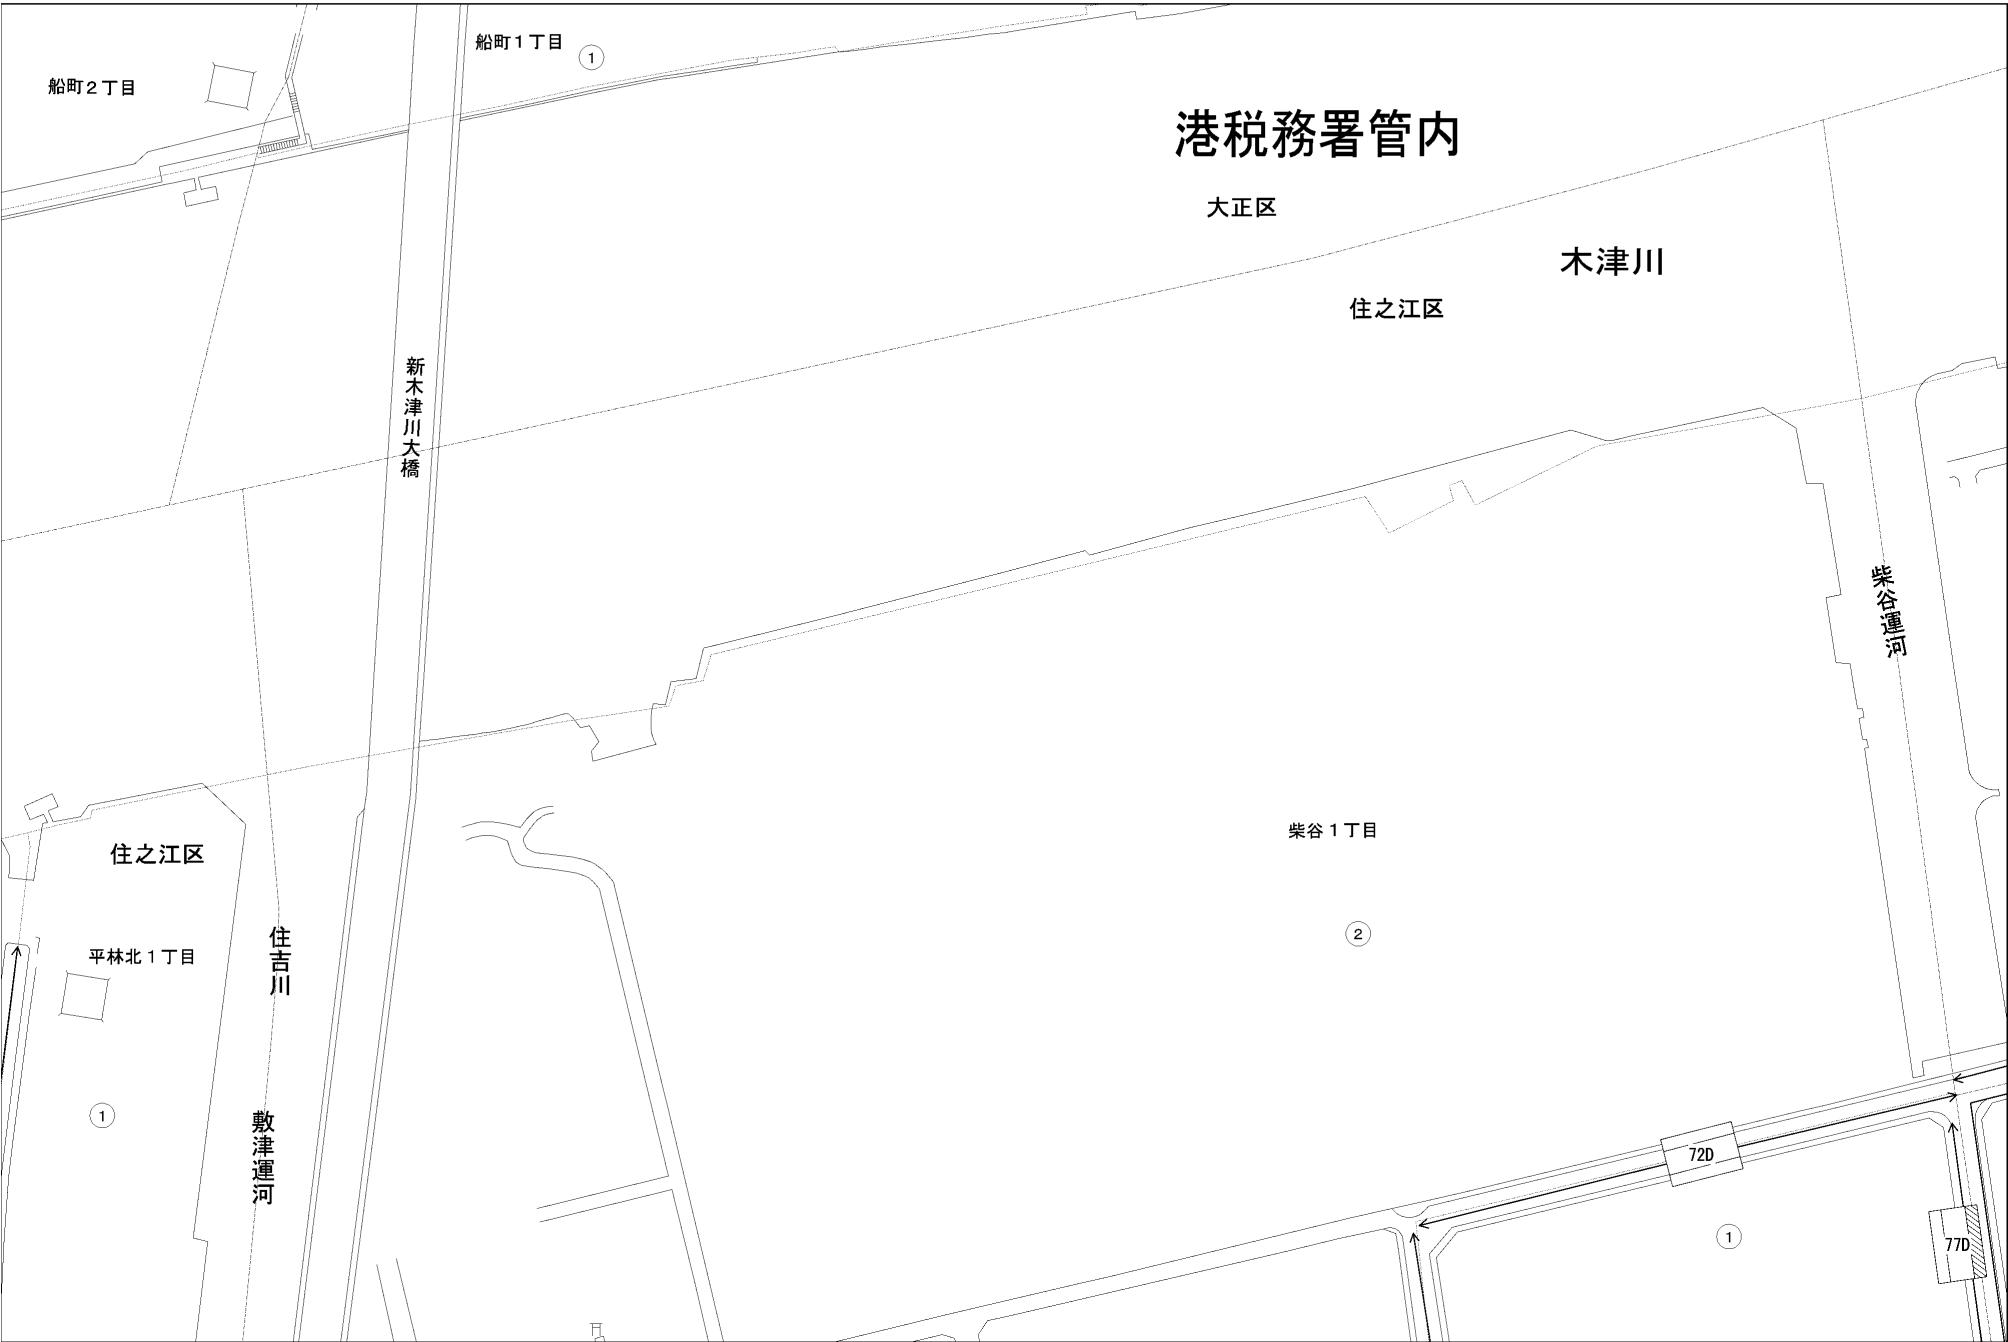 船町１丁目
①
船町２丁目
港税務署管内
大正区
木津川
住之江区
新木津川大橋
柴谷運河
柴谷１丁目
住之江区
②
住吉川
平林北１丁目
①
敷津運河
72D
①
77D